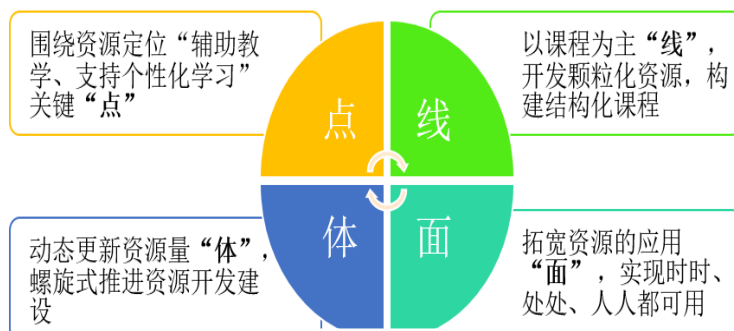 围绕资源定位“辅助教
学、支持个性化学习”
关键“点”
以课程为主“线”，
开发颗粒化资源，构
建结构化课程
点
线
体
面
动态更新资源量“体”，
螺旋式推进资源开发建
设
拓宽资源的应用
“面”，实现时时、
处处、人人都可用